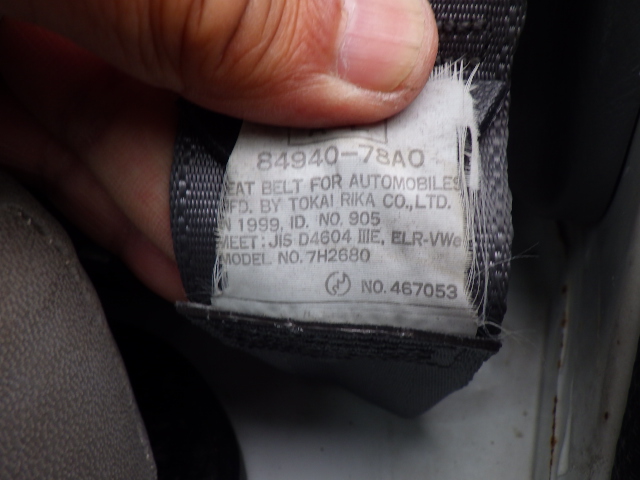 84940-78A0
EAT BELT FOR AUTOMOBILES
MFD. BY TOKAI RIKA CO.,LTD.
N 1999, ID. NO. 905
MEET: JIS D4604 IIIE, ELR-VWe
MODEL NO. 7H2680
NO. 467053